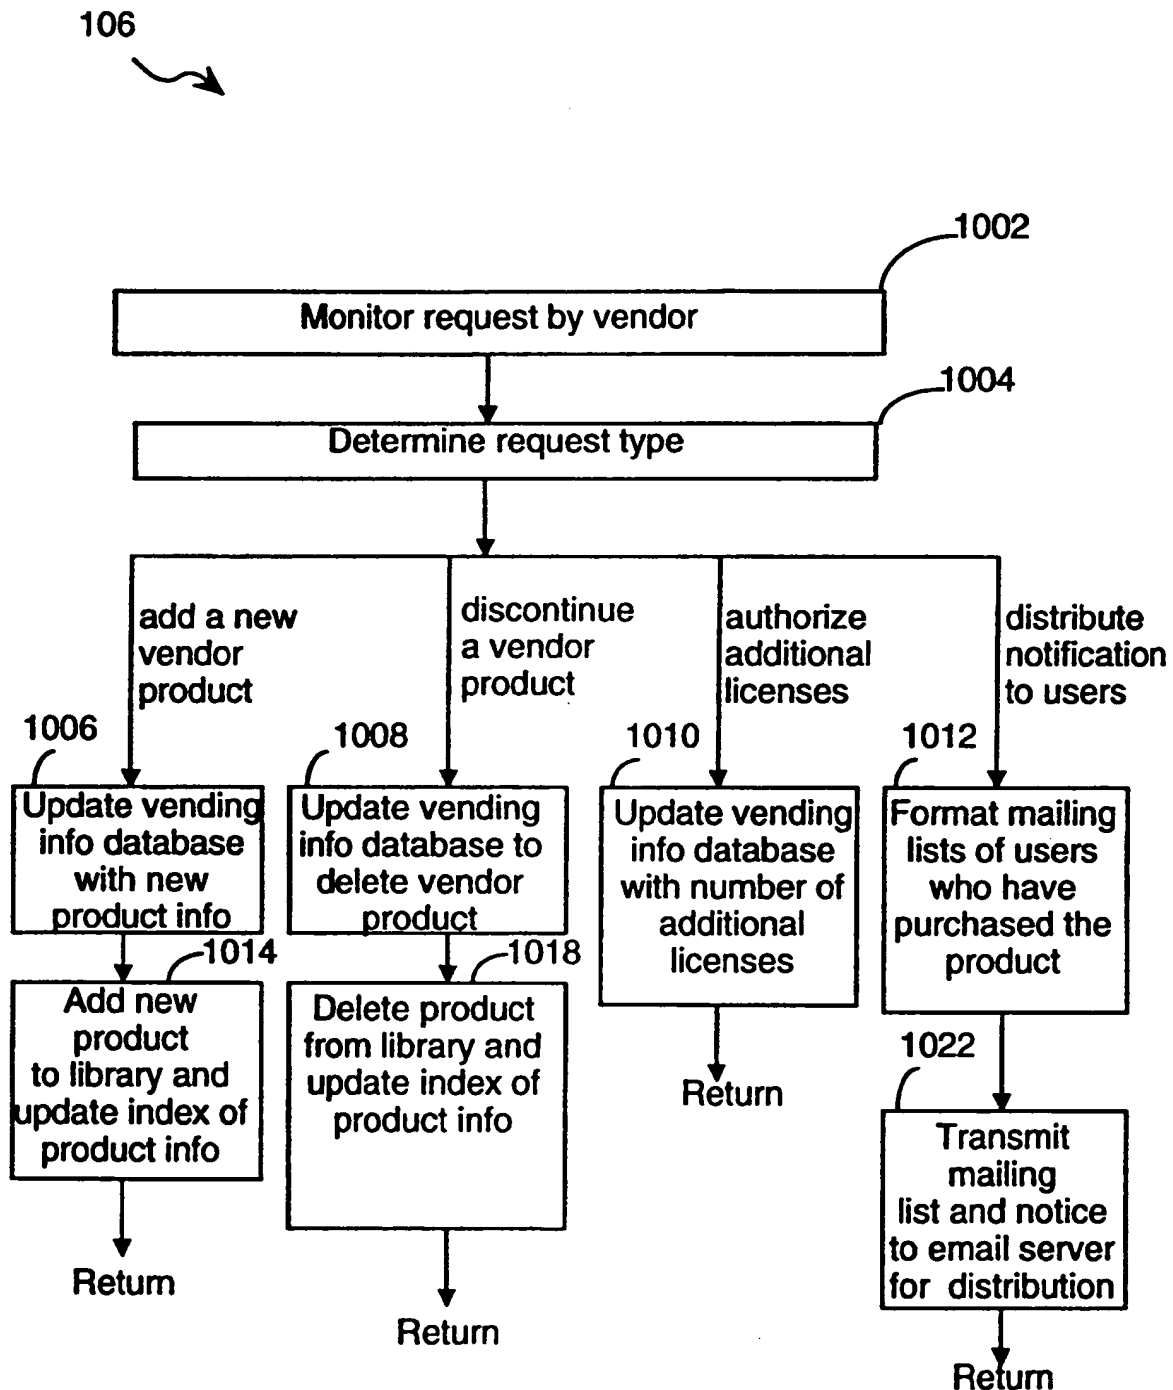 106
1002
Monitor request by vendor
1004
Determine request type
add a new
vendor
product
discontinue
a vendor
product
authorize
additional
licenses
distribute
notification
to users
1006
Update vending
info database
with new
product info
1008
Update vending
info database to
delete vendor
product
1010
Update vending
info database
with number of
additional
licenses
1012
Format mailing
lists of users
who have
purchased the
product
1014
Add new
product
to library and
update index of
product info
1018
Delete product
from library and
update index of
product info
Return
1022
Transmit
mailing
list and notice
to email server
for distribution
Return
Return
Return